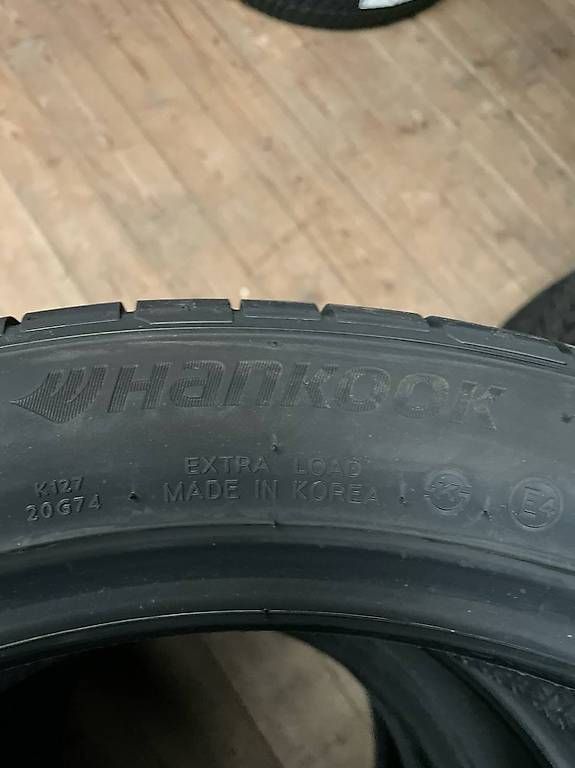 Hankook
EXTRA LOAD
K127
MADE IN KOREA
20G74
E4